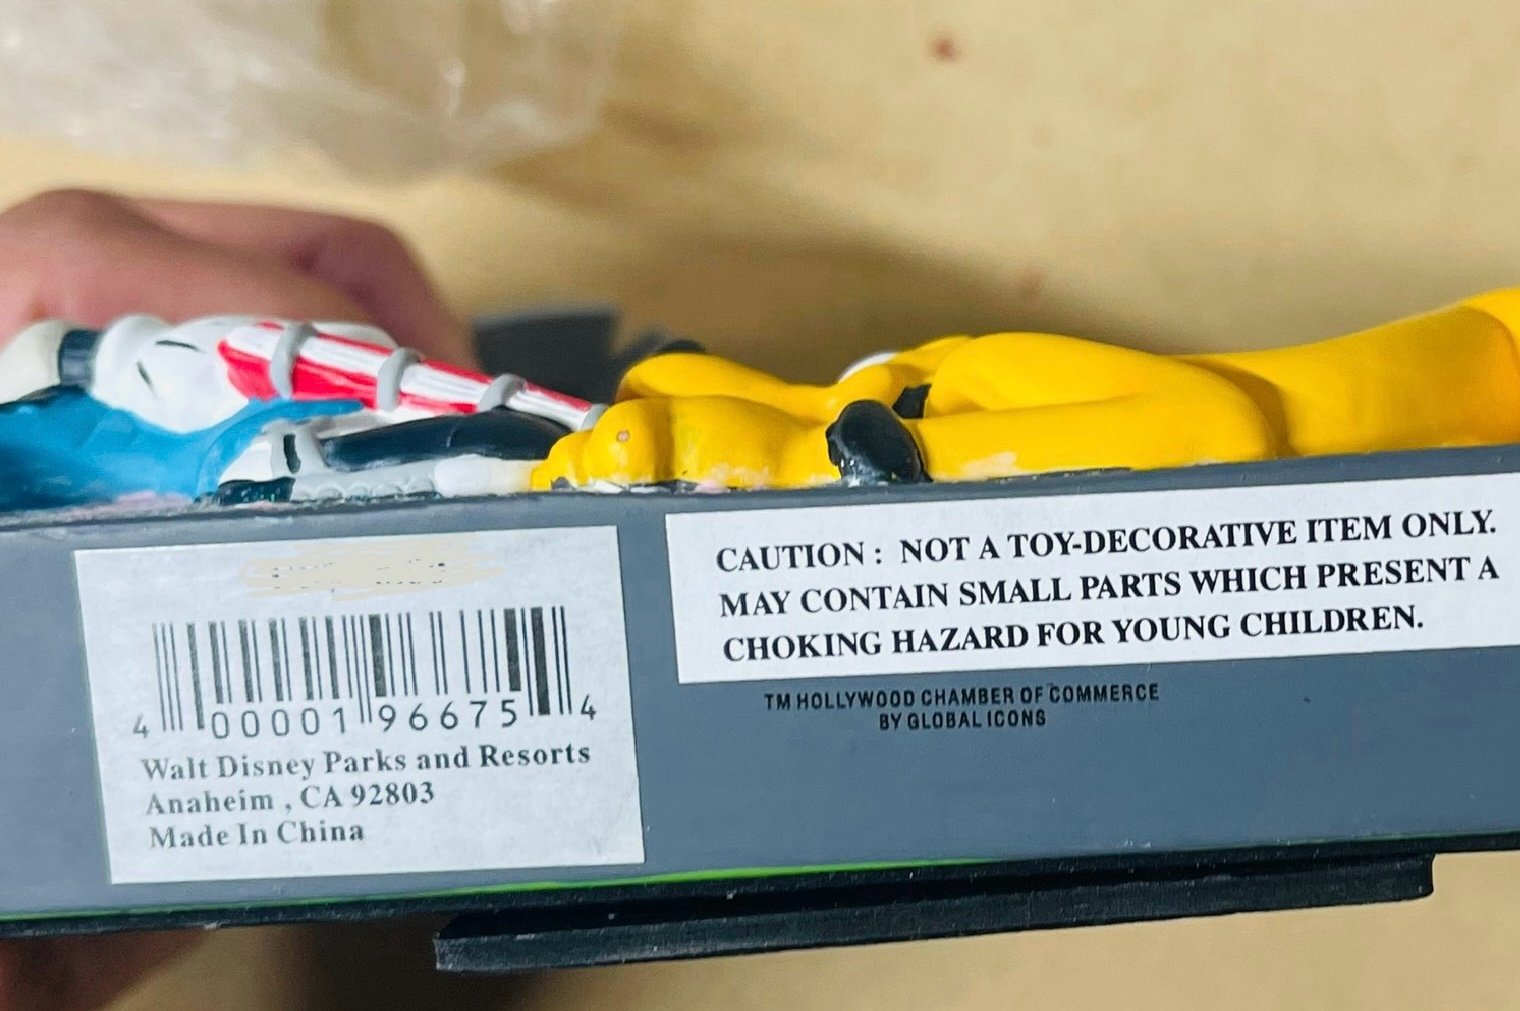 4 00001 96675 4
Walt Disney Parks and Resorts
Anaheim , CA 92803
Made In China
CAUTION : NOT A TOY-DECORATIVE ITEM ONLY.
MAY CONTAIN SMALL PARTS WHICH PRESENT A
CHOKING HAZARD FOR YOUNG CHILDREN.
TM HOLLYWOOD CHAMBER OF COMMERCE
BY GLOBAL ICONS